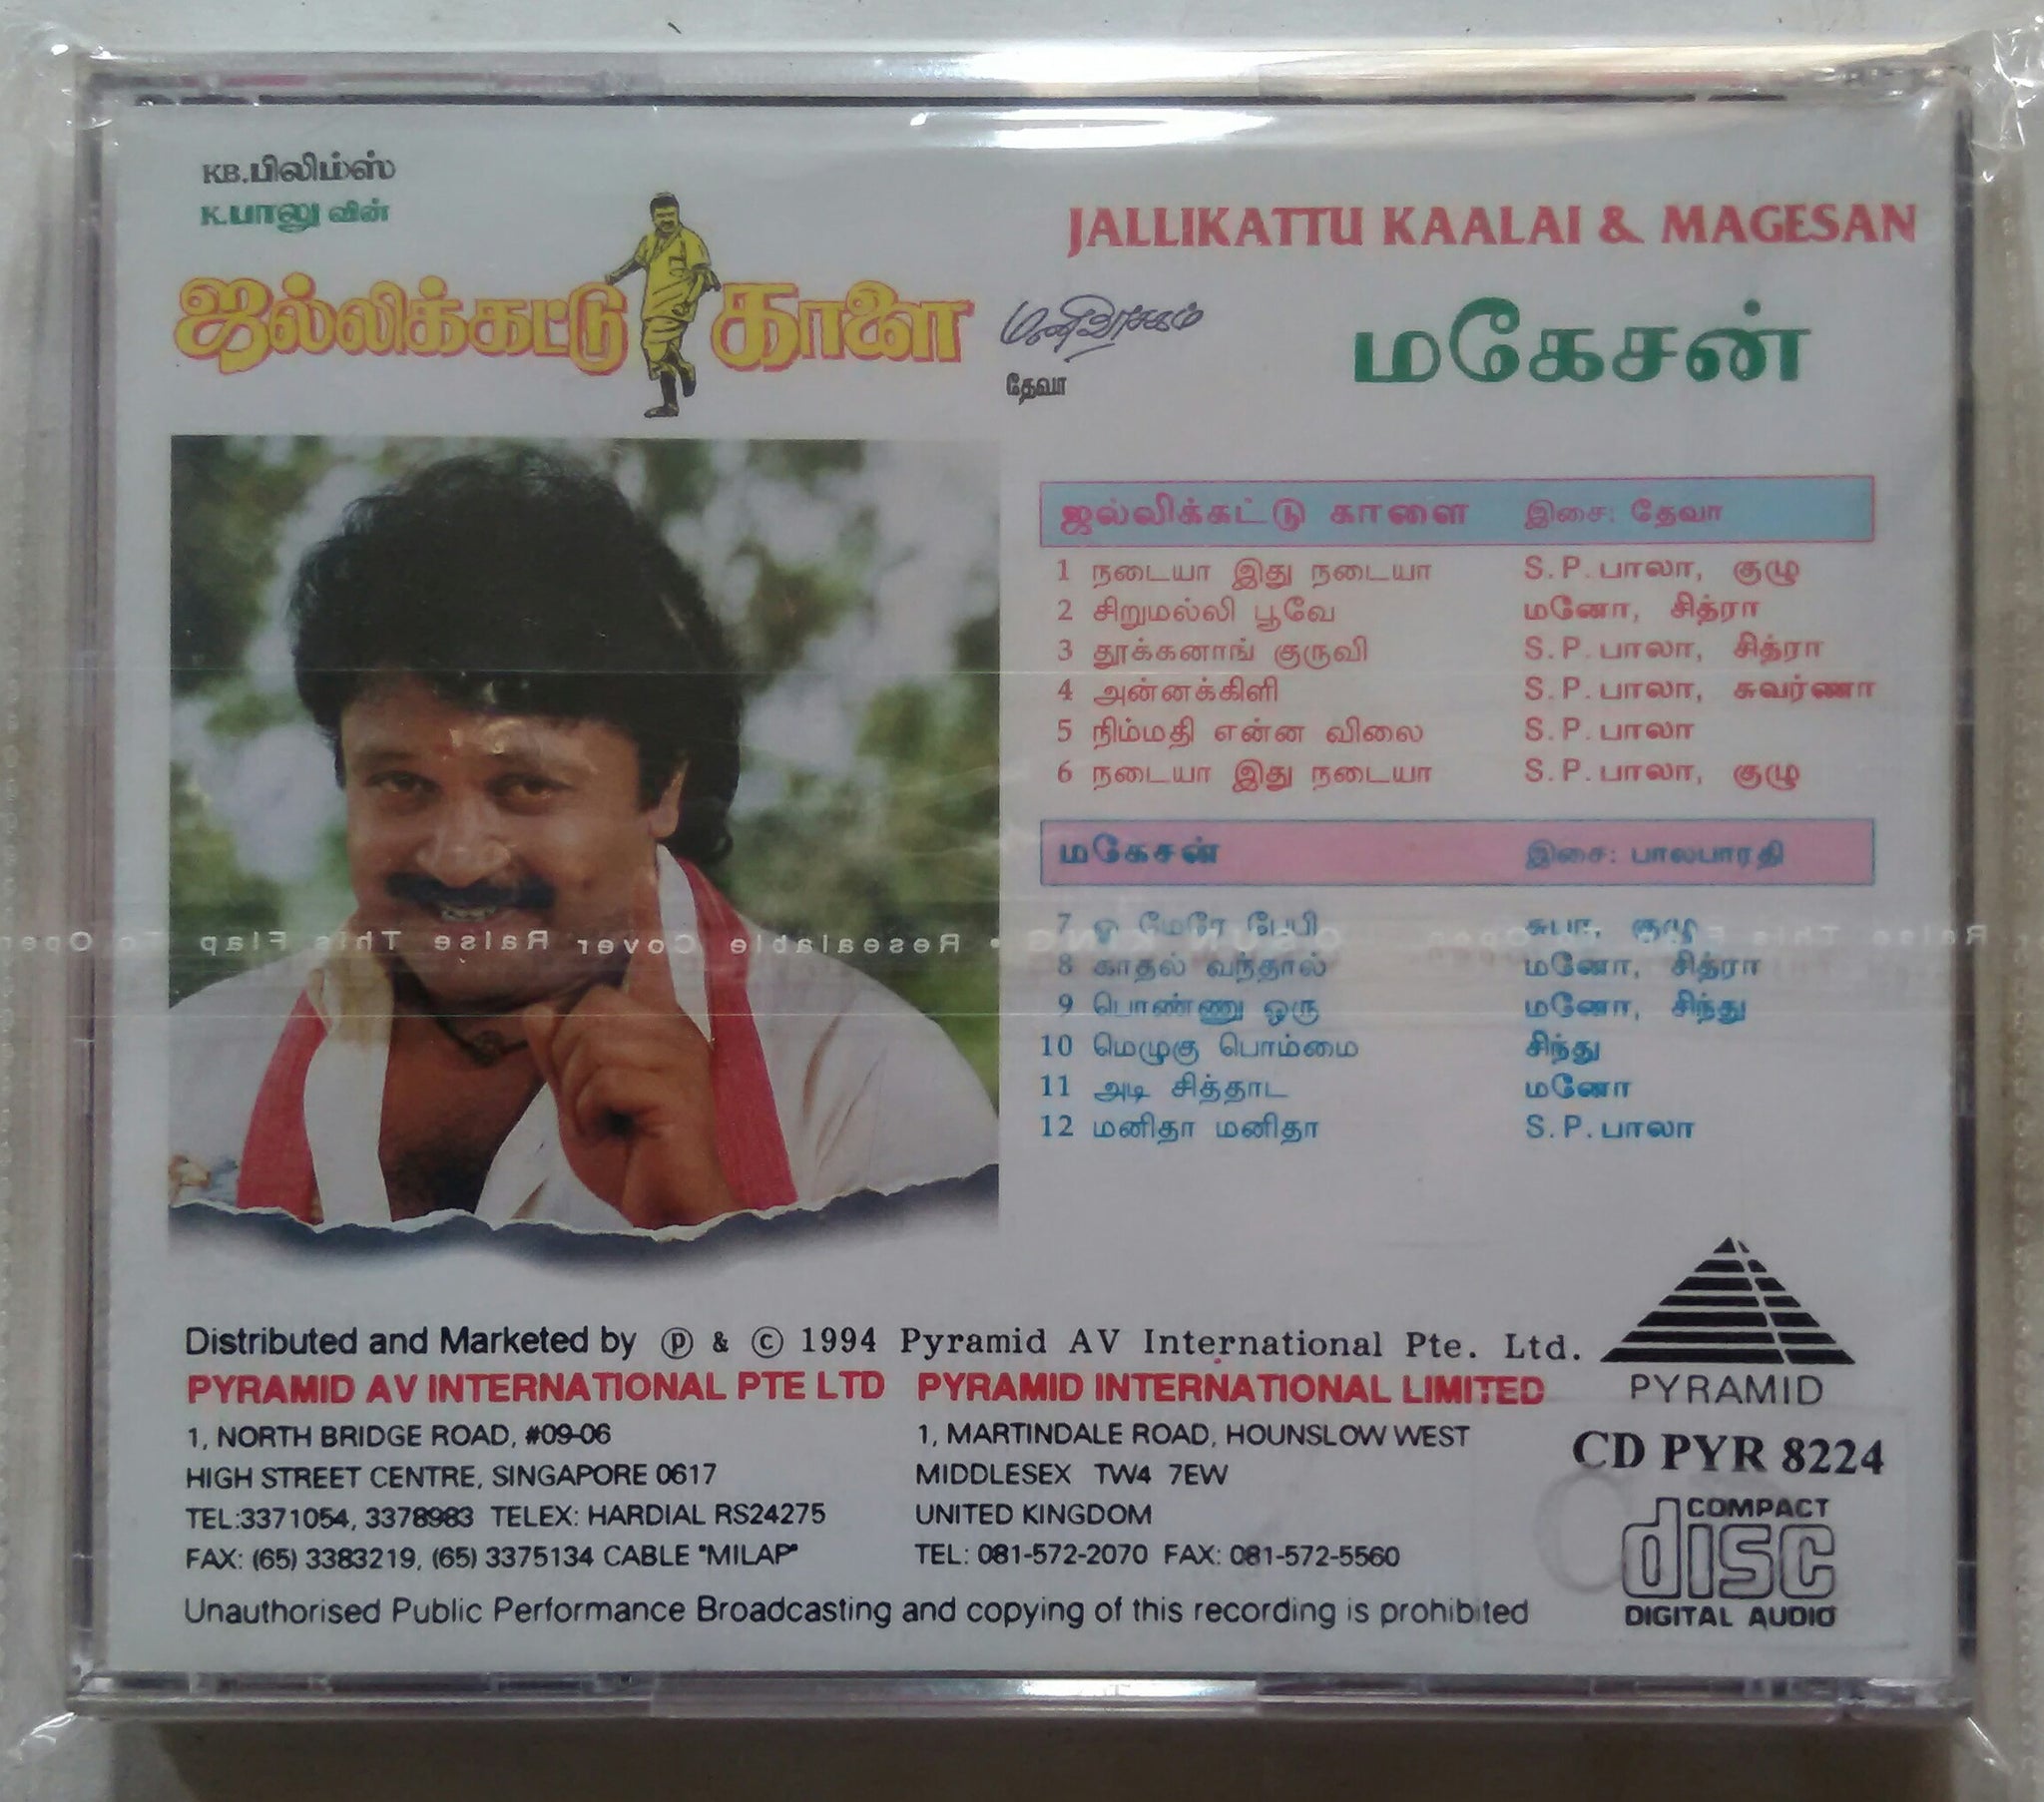 KB.பிலிம்ஸ்
K.பாலு வின்
ஜல்லிக்கட்டு காளை
மணிவாசகம்
தேவா
JALLIKATTU KAALAI & MAGESAN
மகேசன்
ஜல்லிக்கட்டு காளை இசை: தேவா
1 நடையா இது நடையா S.P.பாலா, குழு
2 சிறுமல்லி பூவே மனோ, சித்ரா
3 தூக்கனாங் குருவி S.P.பாலா, சித்ரா
4 அன்னக்கிளி S.P.பாலா, சுவர்ணா
5 நிம்மதி என்ன விலை S.P.பாலா
6 நடையா இது நடையா S.P.பாலா, குழு
மகேசன் இசை: பாலபாரதி
7 ஓ மேரே பேபி சுபா, குழு
8 காதல் வந்தால் மனோ, சித்ரா
9 பொண்ணு ஒரு மனோ, சிந்து
10 மெழுகு பொம்மை சிந்து
11 அடி சித்தாட மனோ
12 மனிதா மனிதா S.P.பாலா
To Open Raise This Flap Resealable Cover
Distributed and Marketed by ℗ & © 1994 Pyramid AV International Pte. Ltd.
PYRAMID AV INTERNATIONAL PTE LTD PYRAMID INTERNATIONAL LIMITED
1, NORTH BRIDGE ROAD, #09-06 1, MARTINDALE ROAD, HOUNSLOW WEST
HIGH STREET CENTRE, SINGAPORE 0617 MIDDLESEX TW4 7EW
TEL:3371054, 3378983 TELEX: HARDIAL RS24275 UNITED KINGDOM
FAX: (65) 3383219, (65) 3375134 CABLE "MILAP" TEL: 081-572-2070 FAX: 081-572-5560
Unauthorised Public Performance Broadcasting and copying of this recording is prohibited
PYRAMID
CD PYR 8224
COMPACT
disc
DIGITAL AUDIO